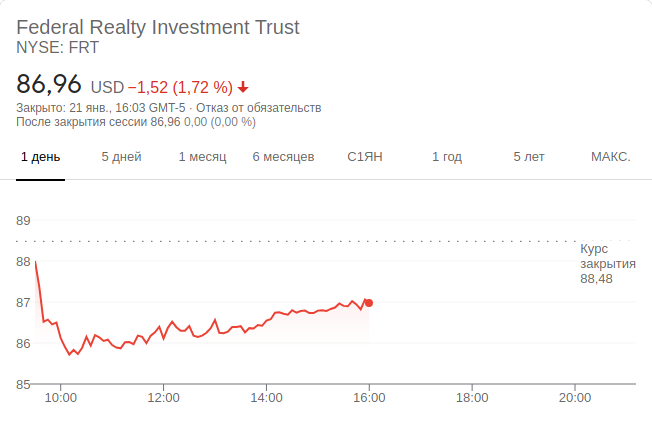 Federal Realty Investment Trust
NYSE: FRT
86,96 USD −1,52 (1,72 %)
Закрыто: 21 янв., 16:03 GMT-5 · Отказ от обязательств
После закрытия сессии 86,96 0,00 (0,00 %)
1 день 5 дней 1 месяц 6 месяцев С1ЯН 1 год 5 лет МАКС.
89
Курс
закрытия
88,48
88
87
86
85
10:00 12:00 14:00 16:00 18:00 20:00